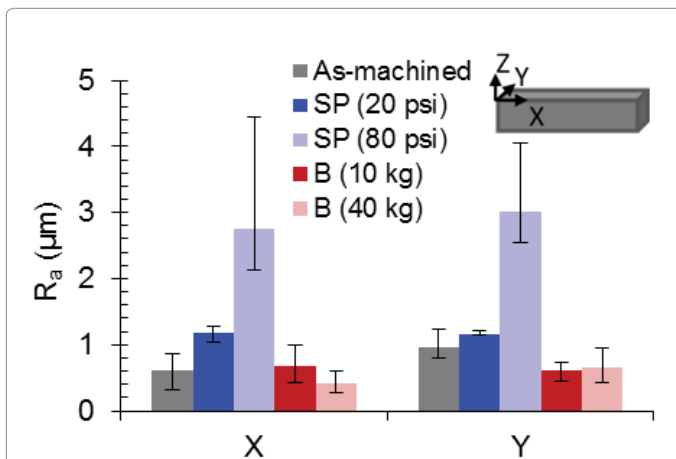 As-machined
SP (20 psi)
SP (80 psi)
B (10 kg)
B (40 kg)
Z
Y
X
5
4
3
2
1
0
Ra (µm)
X Y